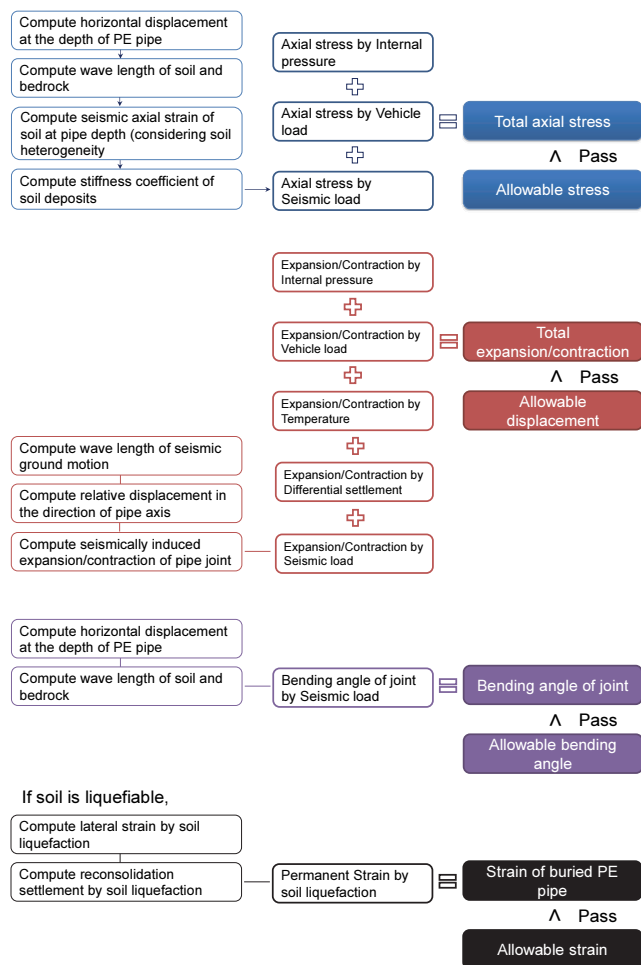 Compute horizontal displacement
at the depth of PE pipe
Compute wave length of soil and
bedrock
Compute seismic axial strain of
soil at pipe depth (considering soil
heterogeneity
Compute stiffness coefficient of
soil deposits
Axial stress by Internal
pressure
Axial stress by Vehicle
load
Axial stress by
Seismic load
Total axial stress
∧ Pass
Allowable stress
Expansion/Contraction by
Internal pressure
Expansion/Contraction by
Vehicle load
Expansion/Contraction by
Temperature
Expansion/Contraction by
Differential settlement
Expansion/Contraction by
Seismic load
Total
expansion/contraction
∧ Pass
Allowable
displacement
Compute wave length of seismic
ground motion
Compute relative displacement in
the direction of pipe axis
Compute seismically induced
expansion/contraction of pipe joint
Compute horizontal displacement
at the depth of PE pipe
Compute wave length of soil and
bedrock
Bending angle of joint
by Seismic load
Bending angle of joint
∧ Pass
Allowable bending
angle
If soil is liquefiable,
Compute lateral strain by soil
liquefaction
Compute reconsolidation
settlement by soil liquefaction
Permanent Strain by
soil liquefaction
Strain of buried PE
pipe
∧ Pass
Allowable strain